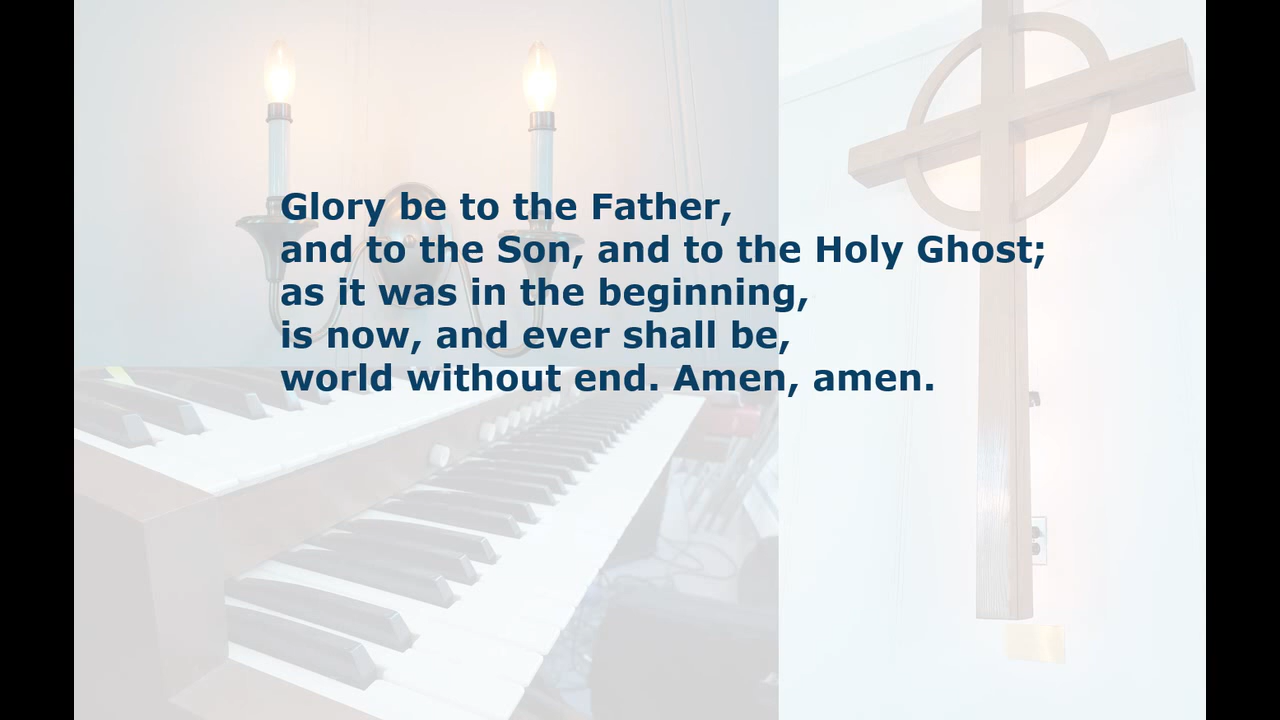 Glory be to the Father,
and to the Son, and to the Holy Ghost;
as it was in the beginning,
is now, and ever shall be,
world without end. Amen, amen.